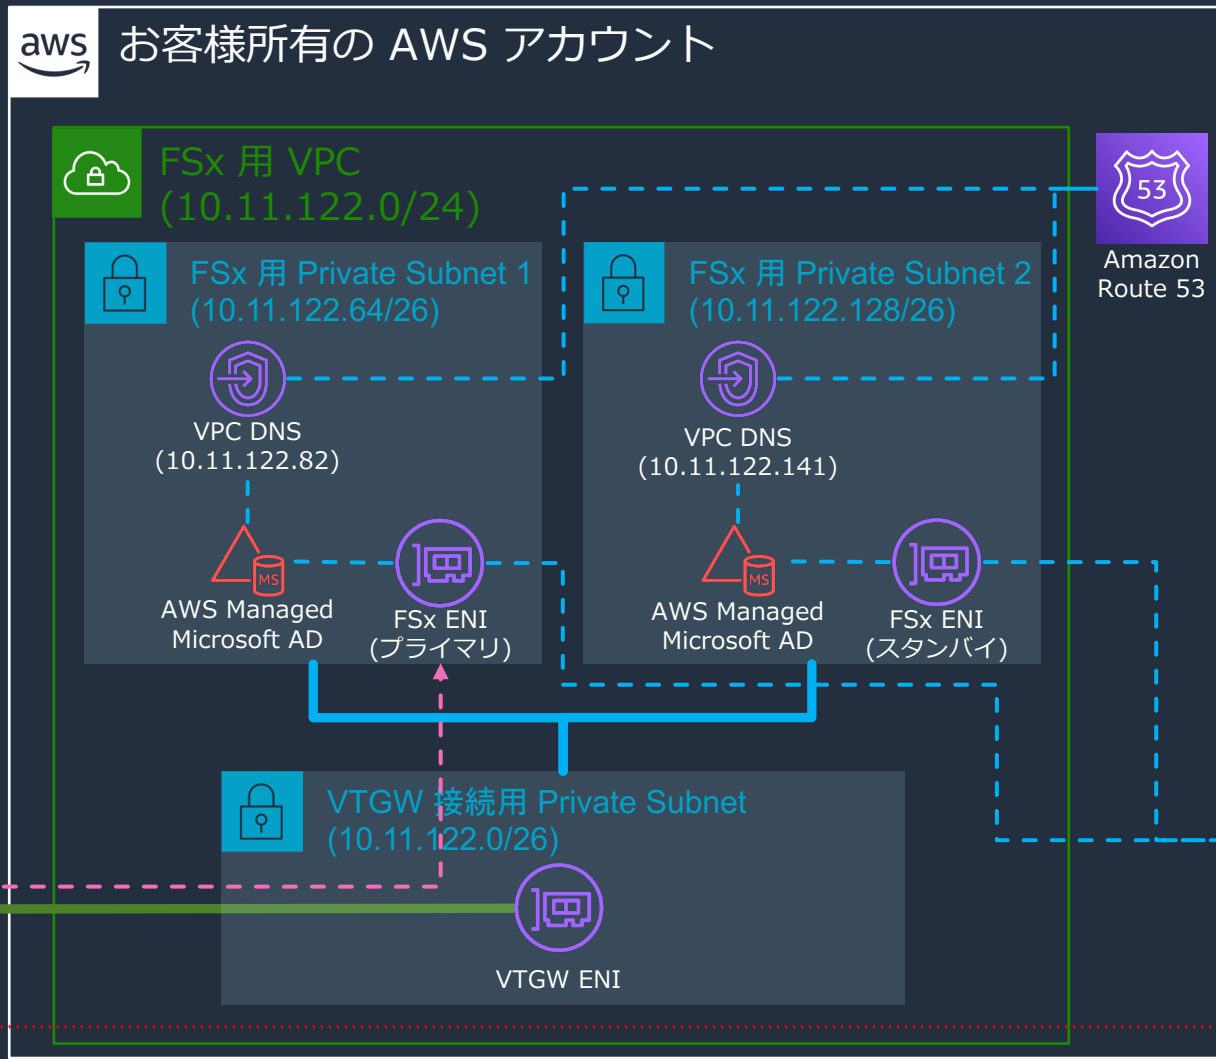 aws
お客様所有の AWS アカウント
FSx 用 VPC
(10.11.122.0/24)
53
Amazon
Route 53
FSx 用 Private Subnet 1
(10.11.122.64/26)
FSx 用 Private Subnet 2
(10.11.122.128/26)
VPC DNS
(10.11.122.82)
VPC DNS
(10.11.122.141)
MS
AWS Managed
Microsoft AD
FSx ENI
(プライマリ)
MS
AWS Managed
Microsoft AD
FSx ENI
(スタンバイ)
VTGW 接続用 Private Subnet
(10.11.122.0/26)
VTGW ENI